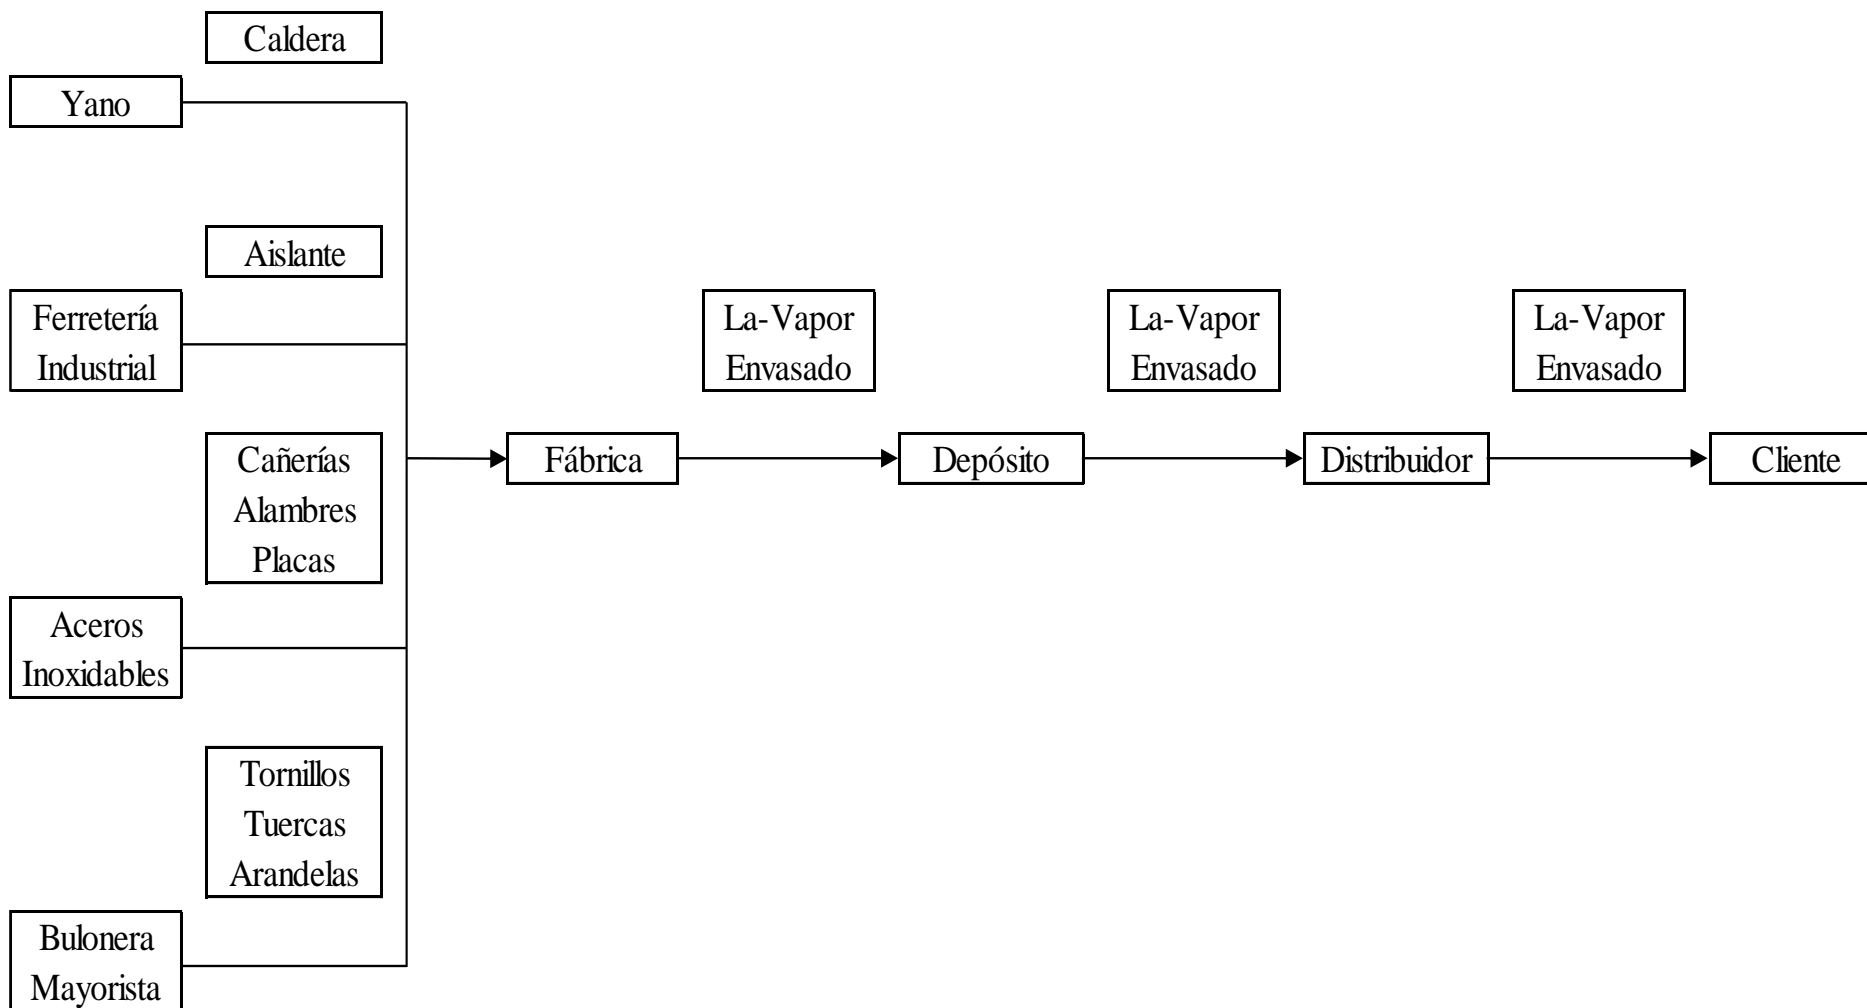 Caldera
Yano
Aislante
Ferretería
Industrial
La-Vapor
Envasado
La-Vapor
Envasado
La-Vapor
Envasado
Cañerías
Alambres
Placas
Fábrica
Depósito
Distribuidor
Cliente
Aceros
Inoxidables
Tornillos
Tuercas
Arandelas
Bulonera
Mayorista